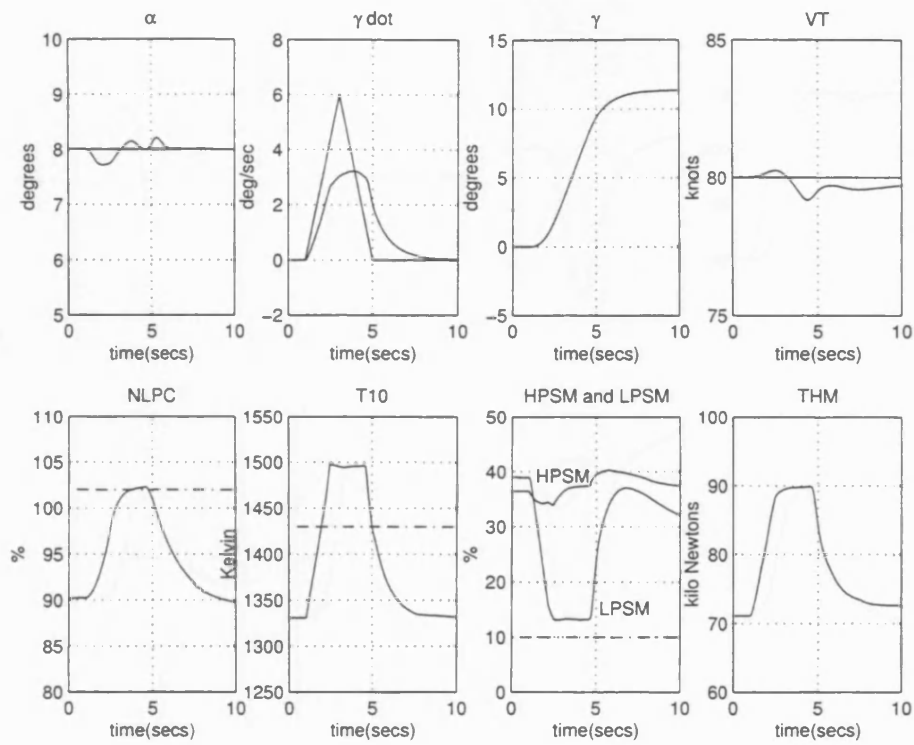 α γ dot γ VT
10 8 15 85
9 6 10
8 4 5 80
7 2 0
6 0
5 -2 -5 75
degrees deg/sec degrees knots
0 5 10 0 5 10 0 5 10 0 5 10
time(secs) time(secs) time(secs) time(secs)
NLPC T10 HPSM and LPSM THM
110 1550 50 100
105 1500 40 90
100 1450 30
95 1400 20 80
90 1350 10 70
85 1300
80 1250 0 60
% Kelvin % kilo Newtons
HPSM
LPSM
0 5 10 0 5 10 0 5 10 0 5 10
time(secs) time(secs) time(secs) time(secs)